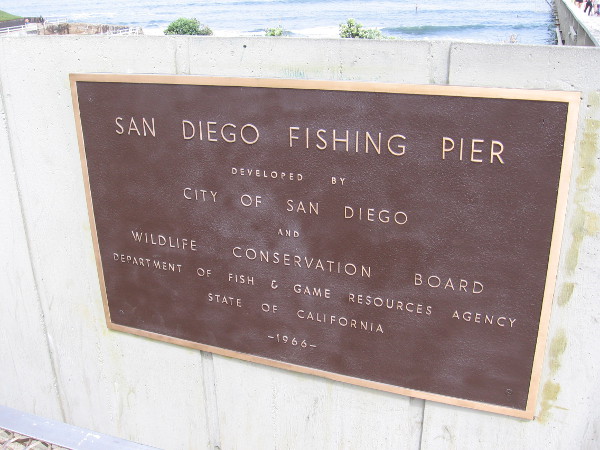 SAN DIEGO FISHING PIER
DEVELOPED BY
CITY OF SAN DIEGO
AND
WILDLIFE CONSERVATION BOARD
DEPARTMENT OF FISH & GAME RESOURCES AGENCY
STATE OF CALIFORNIA
-1966-